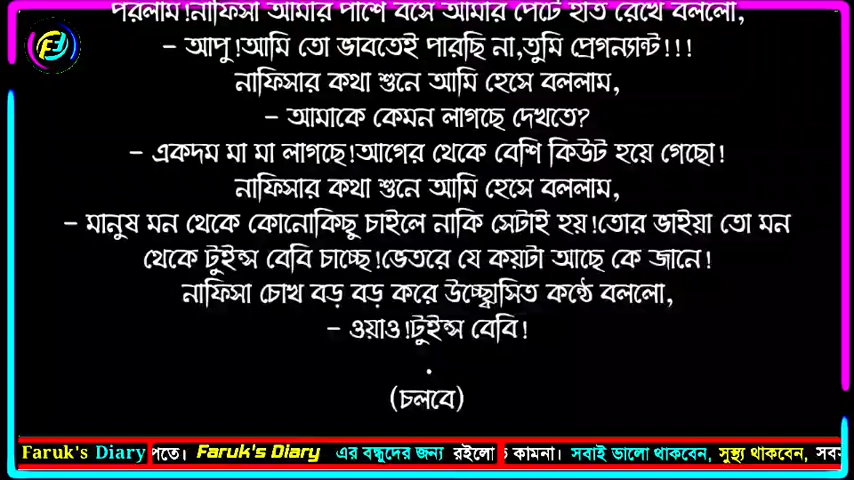 পরলাম!নাফিসা আমার পাশে বসে আমার পেটে হাত রেখে বললো,
– আপু!আমি তো ভাবতেই পারছি না,তুমি প্রেগন্যান্ট!!!
নাফিসার কথা শুনে আমি হেসে বললাম,
– আমাকে কেমন লাগছে দেখতে?
– একদম মা মা লাগছে!আগের থেকে বেশি কিউট হয়ে গেছো!
নাফিসার কথা শুনে আমি হেসে বললাম,
– মানুষ মন থেকে কোনোকিছু চাইলে নাকি সেটাই হয়!তোর ভাইয়া তো মন
থেকে টুইন্স বেবি চাচ্ছে!ভেতরে যে কয়টা আছে কে জানে!
নাফিসা চোখ বড় বড় করে উচ্ছ্বোসিত কন্ঠে বললো,
– ওয়াও!টুইন্স বেবি!
.
(চলবে)
Faruk's Diary পতে। Faruk's Diary এর বন্ধুদের জন্য রইলো কামনা। সবাই ভালো থাকবেন, সুস্থ্য থাকবেন, সব